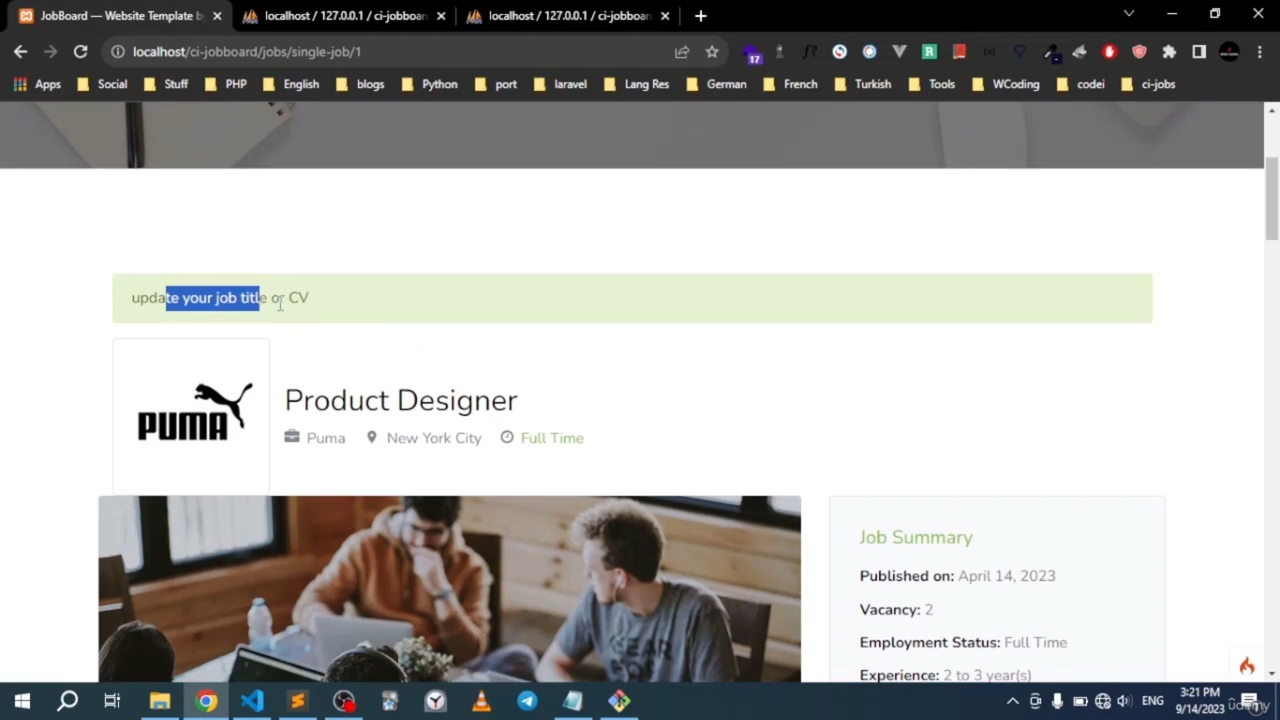 JobBoard — Website Template b
localhost / 127.0.0.1 / ci-jobboar
localhost / 127.0.0.1 / ci-jobboar
localhost/ci-jobboard/jobs/single-job/1
17
Apps Social Stuff PHP English blogs Python port laravel Lang Res German French Turkish Tools WCoding codei ci-jobs
update your job title or CV
PUMA
Product Designer
Puma New York City Full Time
Job Summary
Published on: April 14, 2023
Vacancy: 2
Employment Status: Full Time
Experience: 2 to 3 year(s)
ENG
3:21 PM
9/14/2023
udemy